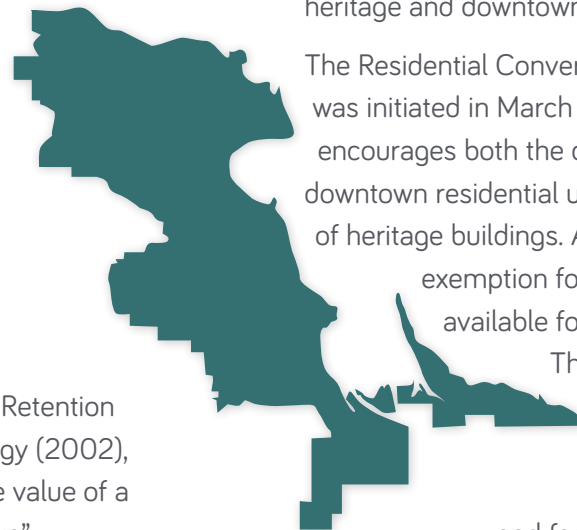 heritage and downtown
The Residential Conver
was initiated in March
encourages both the
downtown residential u
of heritage buildings. A
exemption fo
available fo
Th
Retention
gy (2002),
value of a